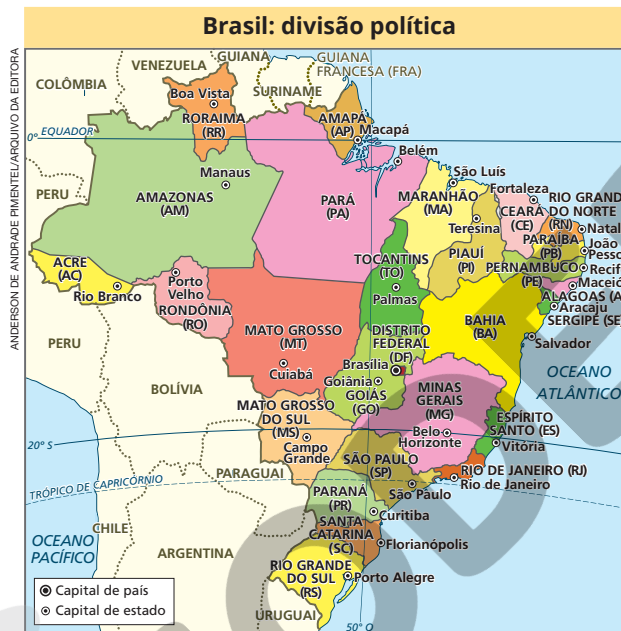 Brasil: divisão política
ANDERSON DE ANDRADE PIMENTEL/ARQUIVO DA EDITORA
VENEZUELA
GUIANA
GUIANA
FRANCESA (FRA)
COLÔMBIA
SURINAME
Boa Vista
RORAIMA
(RR)
AMAPÁ
(AP)
Macapá
0° EQUADOR
Belém
Manaus
São Luís
Fortaleza
PERU
AMAZONAS
(AM)
PARÁ
(PA)
MARANHÃO
(MA)
CEARÁ
(CE)
RIO GRANDE
DO NORTE
(RN)
Natal
Teresina
PARAÍBA
(PB)
João
Pesso
TOCANTINS
(TO)
PIAUÍ
(PI)
PERNAMBUCO
(PE)
Recif
ACRE
(AC)
Rio Branco
Porto
Velho
RONDÔNIA
(RO)
Palmas
Maceió
ALAGOAS (A
Aracaju
SERGIPE (SE
MATO GROSSO
(MT)
DISTRITO
FEDERAL
(DF)
BAHIA
(BA)
Salvador
PERU
Cuiabá
Brasília
Goiânia
GOIÁS
(GO)
OCEANO
ATLÂNTICO
BOLÍVIA
MINAS
GERAIS
(MG)
MATO GROSSO
DO SUL
(MS)
Campo
Grande
Belo
Horizonte
ESPÍRITO
SANTO (ES)
Vitória
20° S
SÃO PAULO
(SP)
PARAGUAI
São Paulo
RIO DE JANEIRO (RJ)
Rio de Janeiro
TRÓPICO DE CAPRICÓRNIO
PARANÁ
(PR)
Curitiba
CHILE
SANTA
CATARINA
(SC)
Florianópolis
OCEANO
PACÍFICO
ARGENTINA
RIO GRANDE
DO SUL
(RS)
Porto Alegre
Capital de país
Capital de estado
URUGUAI
50° O